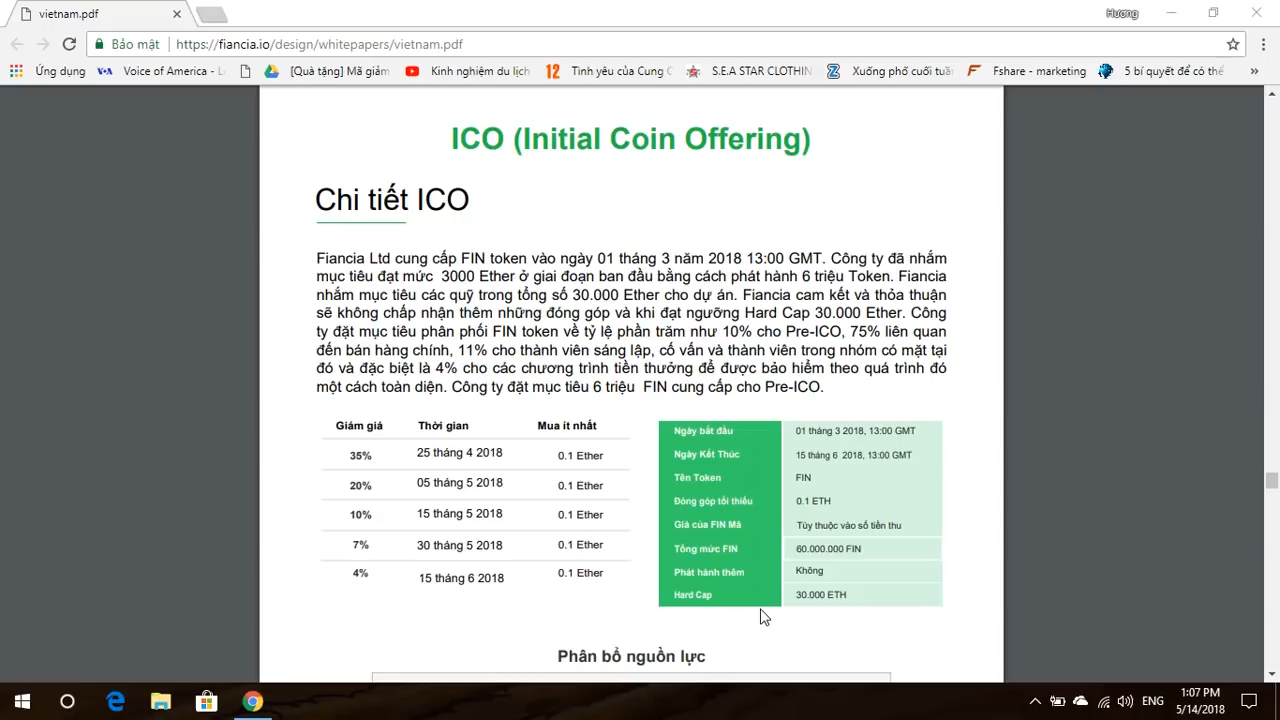 vietnam.pdf
Hương
Bảo mật
https://fiancia.io/design/whitepapers/vietnam.pdf
Ứng dụng
Voice of America - L
[Quà tặng] Mã giảm
Kinh nghiệm du lịch
Tình yêu của Cung C
S.E.A STAR CLOTHIN
Xuống phố cuối tuần
Fshare - marketing
5 bí quyết để có thể
»
ICO (Initial Coin Offering)
Chi tiết ICO
Fiancia Ltd cung cấp FIN token vào ngày 01 tháng 3 năm 2018 13:00 GMT. Công ty đã nhắm
mục tiêu đạt mức 3000 Ether ở giai đoạn ban đầu bằng cách phát hành 6 triệu Token. Fiancia
nhắm mục tiêu các quỹ trong tổng số 30.000 Ether cho dự án. Fiancia cam kết và thỏa thuận
sẽ không chấp nhận thêm những đóng góp và khi đạt ngưỡng Hard Cap 30.000 Ether. Công
ty đặt mục tiêu phân phối FIN token về tỷ lệ phần trăm như 10% cho Pre-ICO, 75% liên quan
đến bán hàng chính, 11% cho thành viên sáng lập, cố vấn và thành viên trong nhóm có mặt tại
đó và đặc biệt là 4% cho các chương trình tiền thưởng để được bảo hiểm theo quá trình đó
một cách toàn diện. Công ty đặt mục tiêu 6 triệu FIN cung cấp cho Pre-ICO.
Giảm giá Thời gian Mua ít nhất
35% 25 tháng 4 2018 0.1 Ether
20% 05 tháng 5 2018 0.1 Ether
10% 15 tháng 5 2018 0.1 Ether
7% 30 tháng 5 2018 0.1 Ether
4% 15 tháng 6 2018 0.1 Ether
Ngày bắt đầu 01 tháng 3 2018, 13:00 GMT
Ngày Kết Thúc 15 tháng 6 2018, 13:00 GMT
Tên Token FIN
Đóng góp tối thiểu 0.1 ETH
Giá của FIN Mã Tùy thuộc vào số tiền thu
Tổng mức FIN 60.000.000 FIN
Phát hành thêm Không
Hard Cap 30.000 ETH
Phân bổ nguồn lực
ENG
1:07 PM
5/14/2018